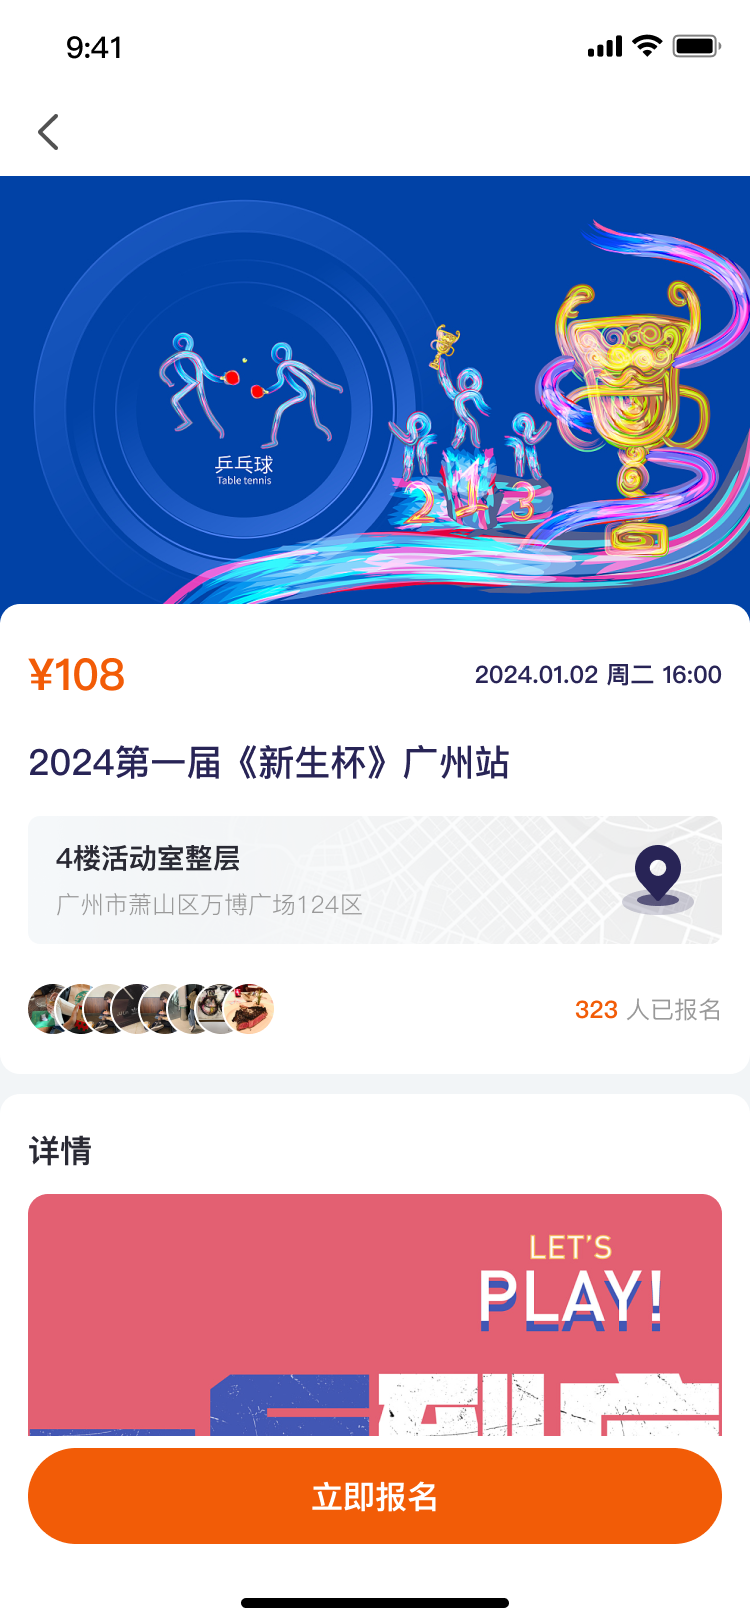 9:41
乒乓球
Table tennis
2 1 3
¥108
2024.01.02 周二 16:00
2024第一届《新生杯》广州站
4楼活动室整层
广州市萧山区万博广场124区
323 人已报名
详情
LET'S
PLAY!
立即报名